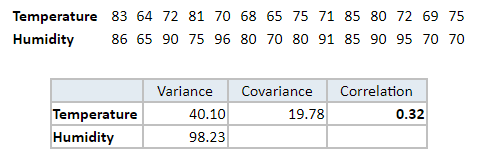 Temperature 83 64 72 81 70 68 65 75 71 85 80 72 69 75
Humidity 86 65 90 75 96 80 70 80 91 85 90 95 70 70
Variance Covariance Correlation
Temperature 40.10 19.78 0.32
Humidity 98.23